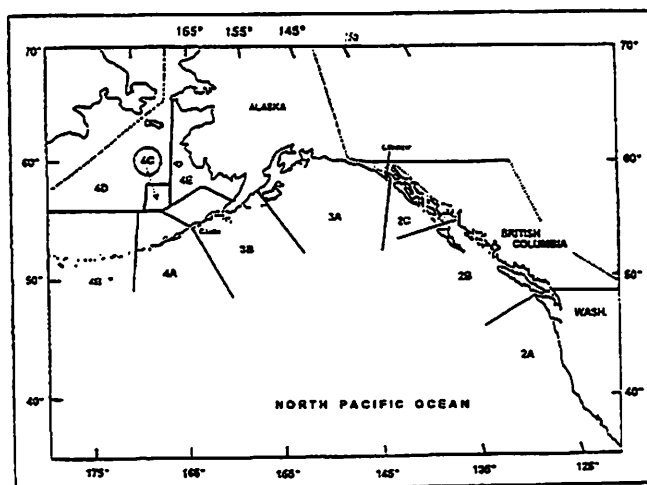 165° 155° 145°
70° 70°
ALASKA
60° 4C 60°
4D 4E
3A 2C
BRITISH
COLUMBIA
3B
50° 4B 4A 2B 50°
WASH.
2A
40° 40°
NORTH PACIFIC OCEAN
175° 165° 155° 145° 135° 125°